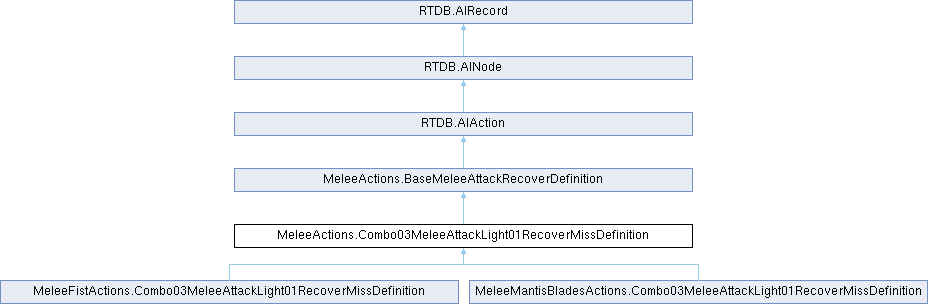 RTDB.AIRecord
RTDB.AINode
RTDB.AIAction
MeleeActions.BaseMeleeAttackRecoverDefinition
MeleeActions.Combo03MeleeAttackLight01RecoverMissDefinition
MeleeFistActions.Combo03MeleeAttackLight01RecoverMissDefinition
MeleeMantisBladesActions.Combo03MeleeAttackLight01RecoverMissDefinition